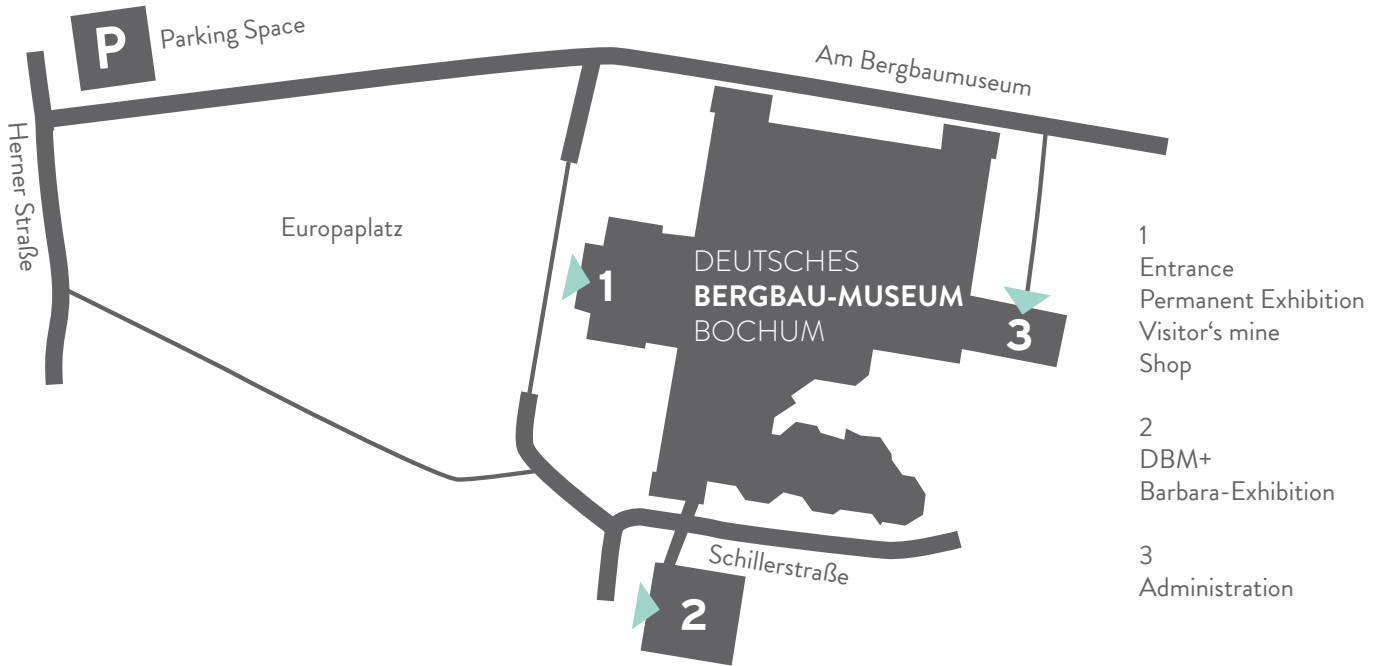 P
Parking Space
Am Bergbaumuseum
Herner Straße
Europaplatz
DEUTSCHES
BERGBAU-MUSEUM
BOCHUM
1
3
Schillerstraße
2
1
Entrance
Permanent Exhibition
Visitor‘s mine
Shop
2
DBM+
Barbara-Exhibition
3
Administration